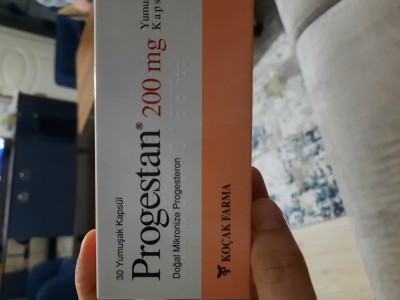 30 Yumuşak Kapsül
Progestan® 200 mg
Doğal Mikronize Progesteron
KOÇAK FARMA